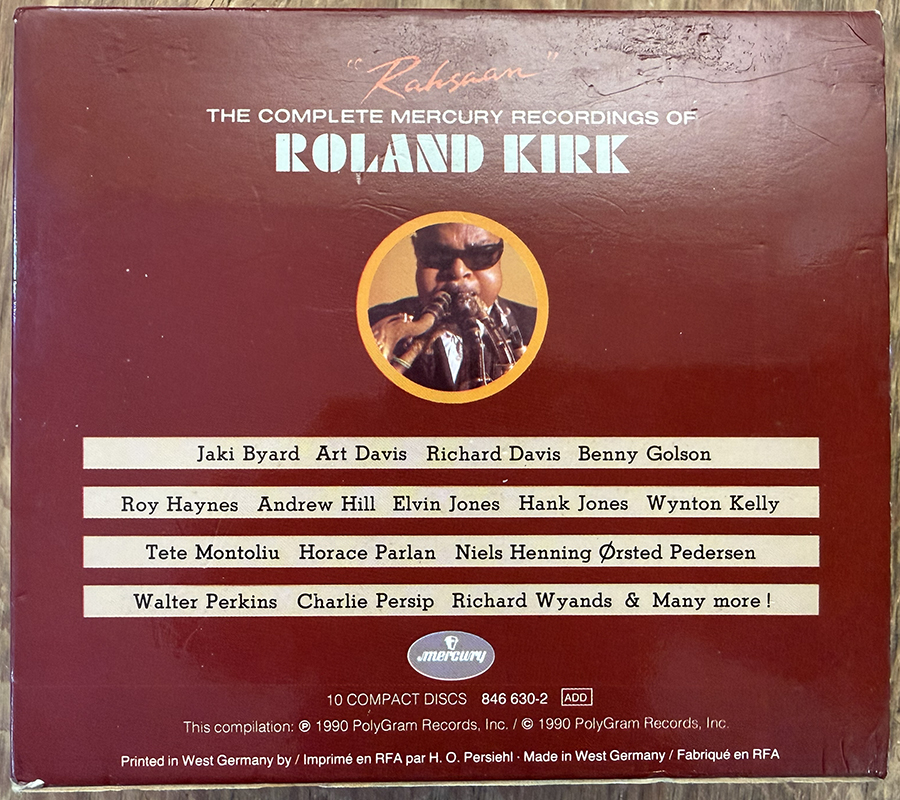 "Rahsaan"
THE COMPLETE MERCURY RECORDINGS OF
ROLAND KIRK
Jaki Byard Art Davis Richard Davis Benny Golson
Roy Haynes Andrew Hill Elvin Jones Hank Jones Wynton Kelly
Tete Montoliu Horace Parlan Niels Henning Ørsted Pedersen
Walter Perkins Charlie Persip Richard Wyands & Many more!
mercury
10 COMPACT DISCS 846 630-2 ADD
This compilation: ℗ 1990 PolyGram Records, Inc. / © 1990 PolyGram Records, Inc.
Printed in West Germany by / Imprimé en RFA par H. O. Persiehl · Made in West Germany / Fabriqué en RFA